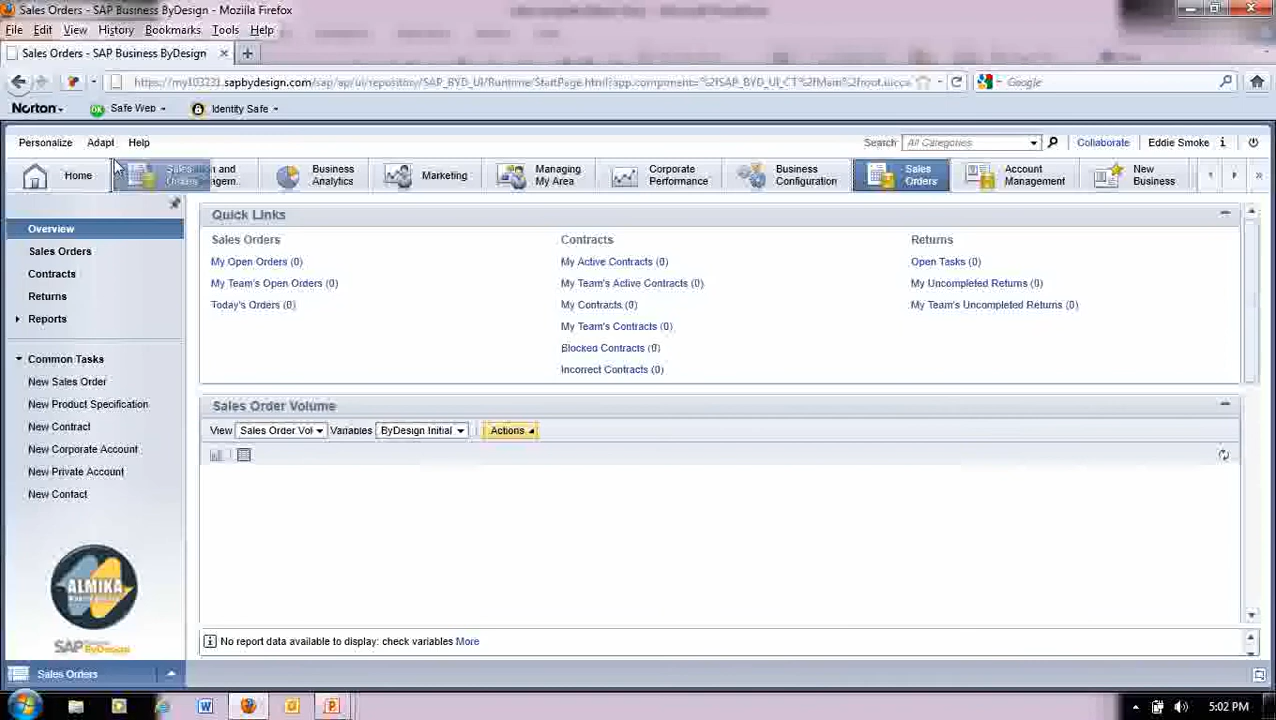 Sales Orders - SAP Business ByDesign - Mozilla Firefox
File Edit View History Bookmarks Tools Help
Sales Orders - SAP Business ByDesign
sapbydesign.com
Google
Norton Safe Web Identity Safe
Personalize Adapt Help
Search: All Categories Collaborate Eddie Smoke
Home
Sales Orders
Business Analytics
Marketing
Managing My Area
Corporate Performance
Business Configuration
Sales Orders
Account Management
New Business
Overview
Sales Orders
Contracts
Returns
Reports
Common Tasks
New Sales Order
New Product Specification
New Contract
New Corporate Account
New Private Account
New Contact
ALMIKA
SAP ByDesign
Quick Links
Sales Orders
My Open Orders (0)
My Team's Open Orders (0)
Today's Orders (0)
Contracts
My Active Contracts (0)
My Team's Active Contracts (0)
My Contracts (0)
My Team's Contracts (0)
Blocked Contracts (0)
Incorrect Contracts (0)
Returns
Open Tasks (0)
My Uncompleted Returns (0)
My Team's Uncompleted Returns (0)
Sales Order Volume
View Sales Order Vol Variables ByDesign Initial Actions
No report data available to display: check variables More
Sales Orders
5:02 PM